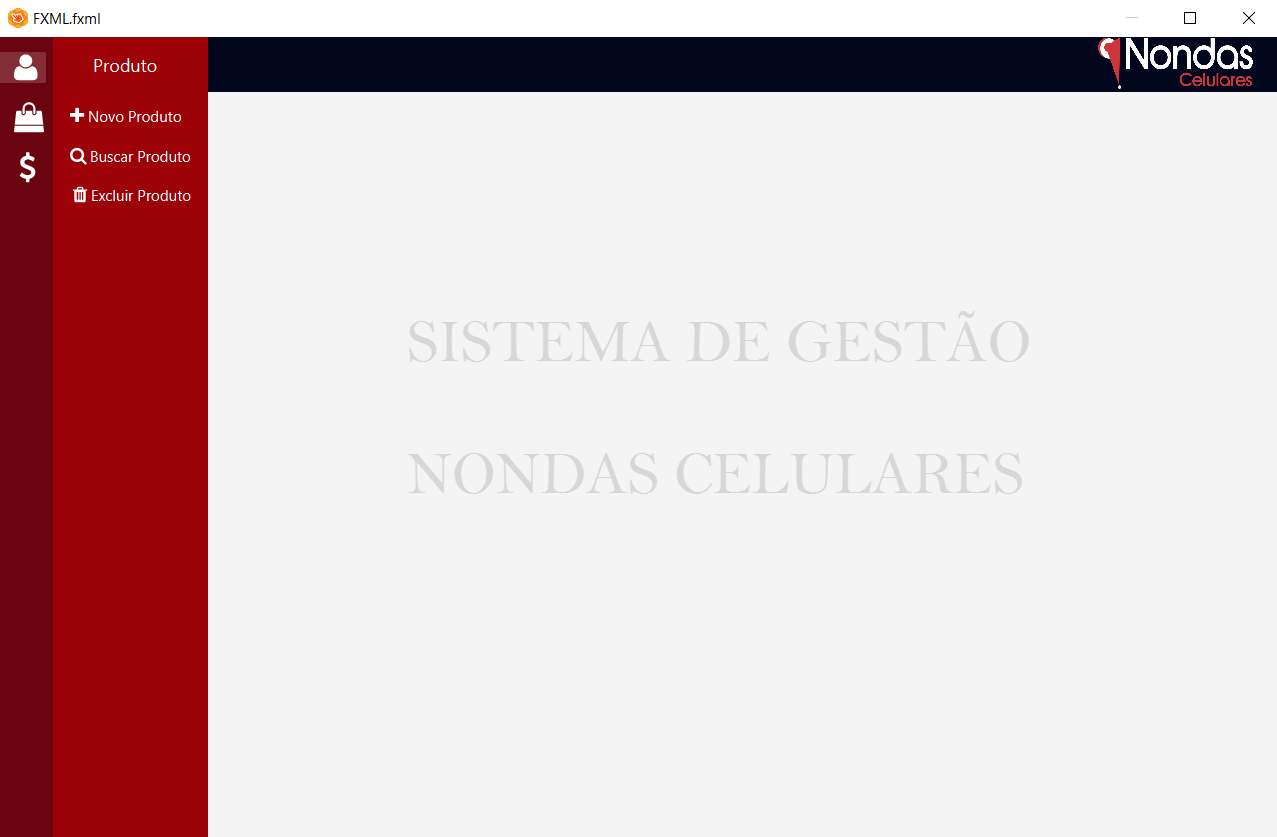 FXML.fxml
Nondas
Celulares
Produto
Novo Produto
Buscar Produto
Excluir Produto
SISTEMA DE GESTÃO
NONDAS CELULARES